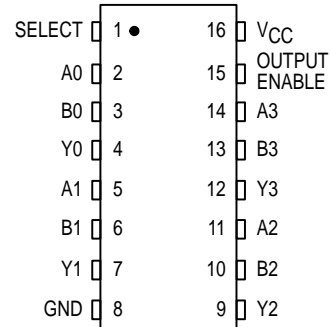 SELECT 1 16 VCC
A0 2 15 OUTPUT ENABLE
B0 3 14 A3
Y0 4 13 B3
A1 5 12 Y3
B1 6 11 A2
Y1 7 10 B2
GND 8 9 Y2